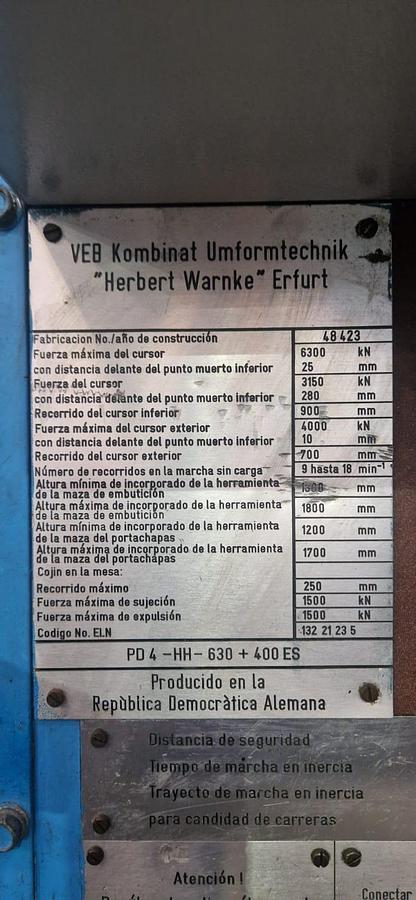 VEB Kombinat Umformtechnik
"Herbert Warnke" Erfurt
Fabricacion No./año de construcción 48 423
Fuerza máxima del cursor 6300 kN
con distancia delante del punto muerto inferior 25 mm
Fuerza del cursor 3150 kN
con distancia delante del punto muerto inferior 280 mm
Recorrido del cursor inferior 900 mm
Fuerza máxima del cursor exterior 4000 kN
con distancia delante del punto muerto inferior 10 mm
Recorrido del cursor exterior 700 mm
Número de recorridos en la marcha sin carga 9 hasta 18 min⁻¹
Altura mínima de incorporado de la herramienta
de la maza de embutición mm
Altura máxima de incorporado de la herramienta
de la maza de embutición 1800 mm
Altura mínima de incorporado de la herramienta
de la maza del portachapas 1200 mm
Altura máxima de incorporado de la herramienta
de la maza del portachapas 1700 mm
Cojin en la mesa:
Recorrido máximo 250 mm
Fuerza máxima de sujeción 1500 kN
Fuerza máxima de expulsión 1500 kN
Codigo No. ELN 132 21 23 5
PD 4 -HH- 630 + 400 ES
Producido en la
Repùblica Democràtica Alemana
Distancia de seguridad
Tiempo de marcha en inercia
Trayecto de marcha en inercia
para candidad de carreras
Atención !
Conectar